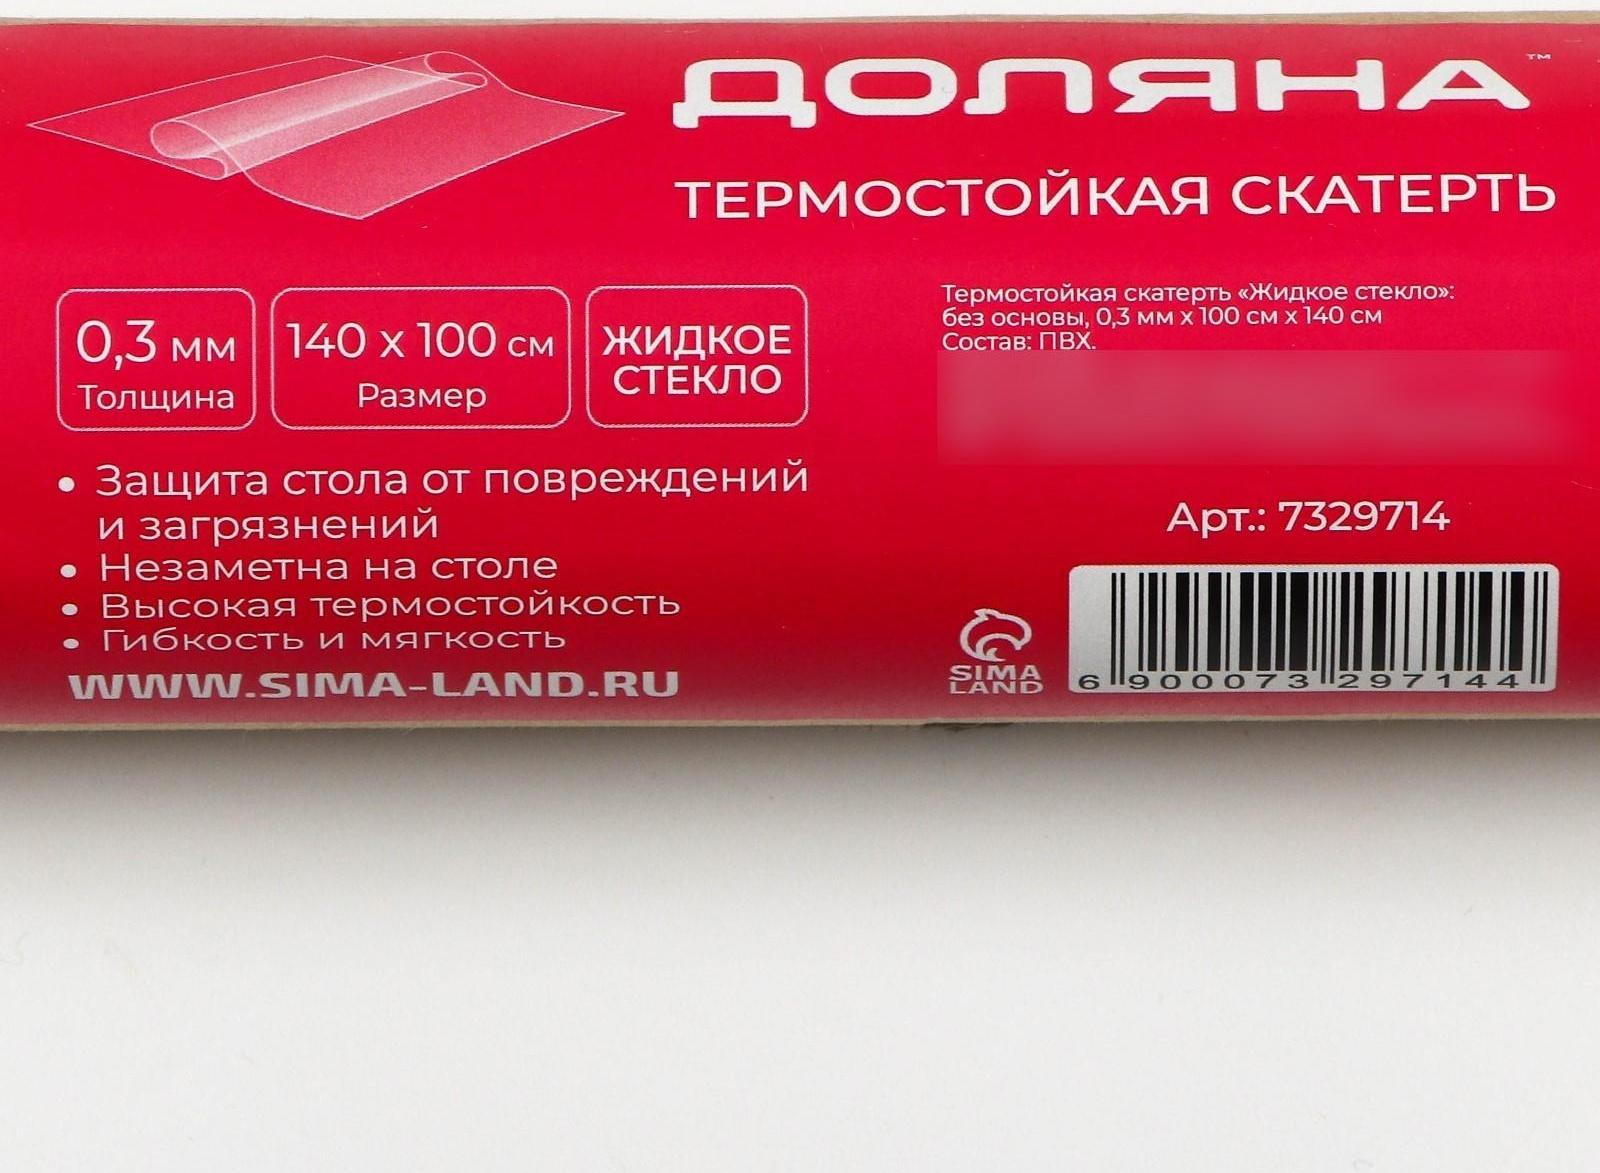 ДОЛЯНА™
ТЕРМОСТОЙКАЯ СКАТЕРТЬ
0,3 мм
Толщина
140 х 100 см
Размер
ЖИДКОЕ
СТЕКЛО
• Защита стола от повреждений
и загрязнений
• Незаметна на столе
• Высокая термостойкость
• Гибкость и мягкость
WWW.SIMA-LAND.RU
Термостойкая скатерть «Жидкое стекло»:
без основы, 0,3 мм х 100 см х 140 см
Состав: ПВХ.
Арт.: 7329714
SIMA
LAND
6 900073 297144